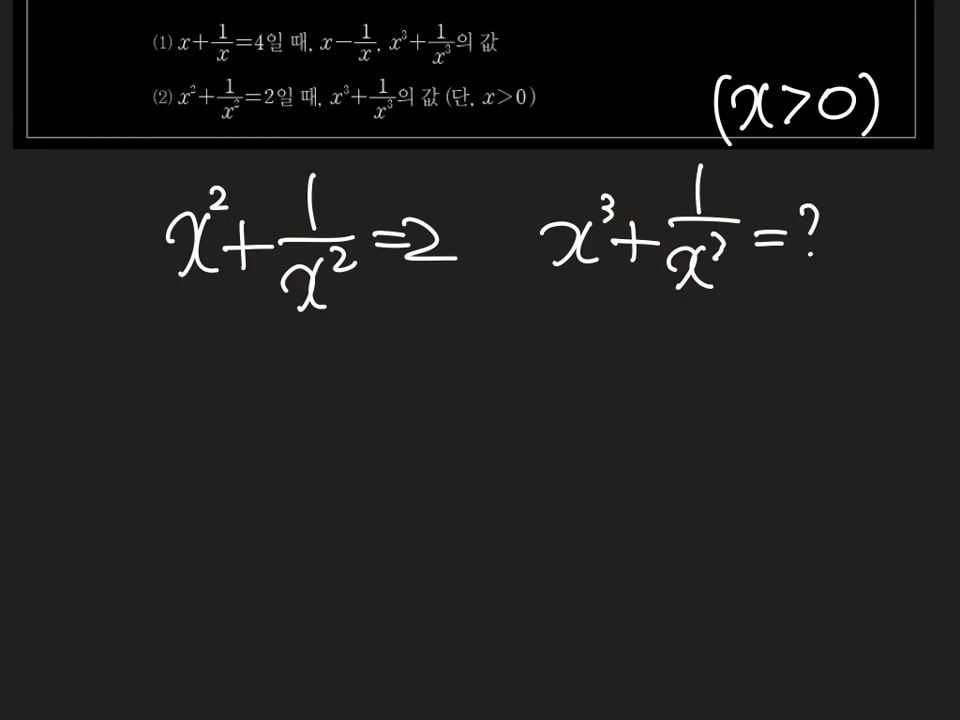 (1) x+1/x=4일 때, x-1/x, x³+1/x³의 값
(2) x²+1/x²=2일 때, x³+1/x³의 값 (단, x>0)
(x>0)
x²+1/x²=2 x³+1/x³=?